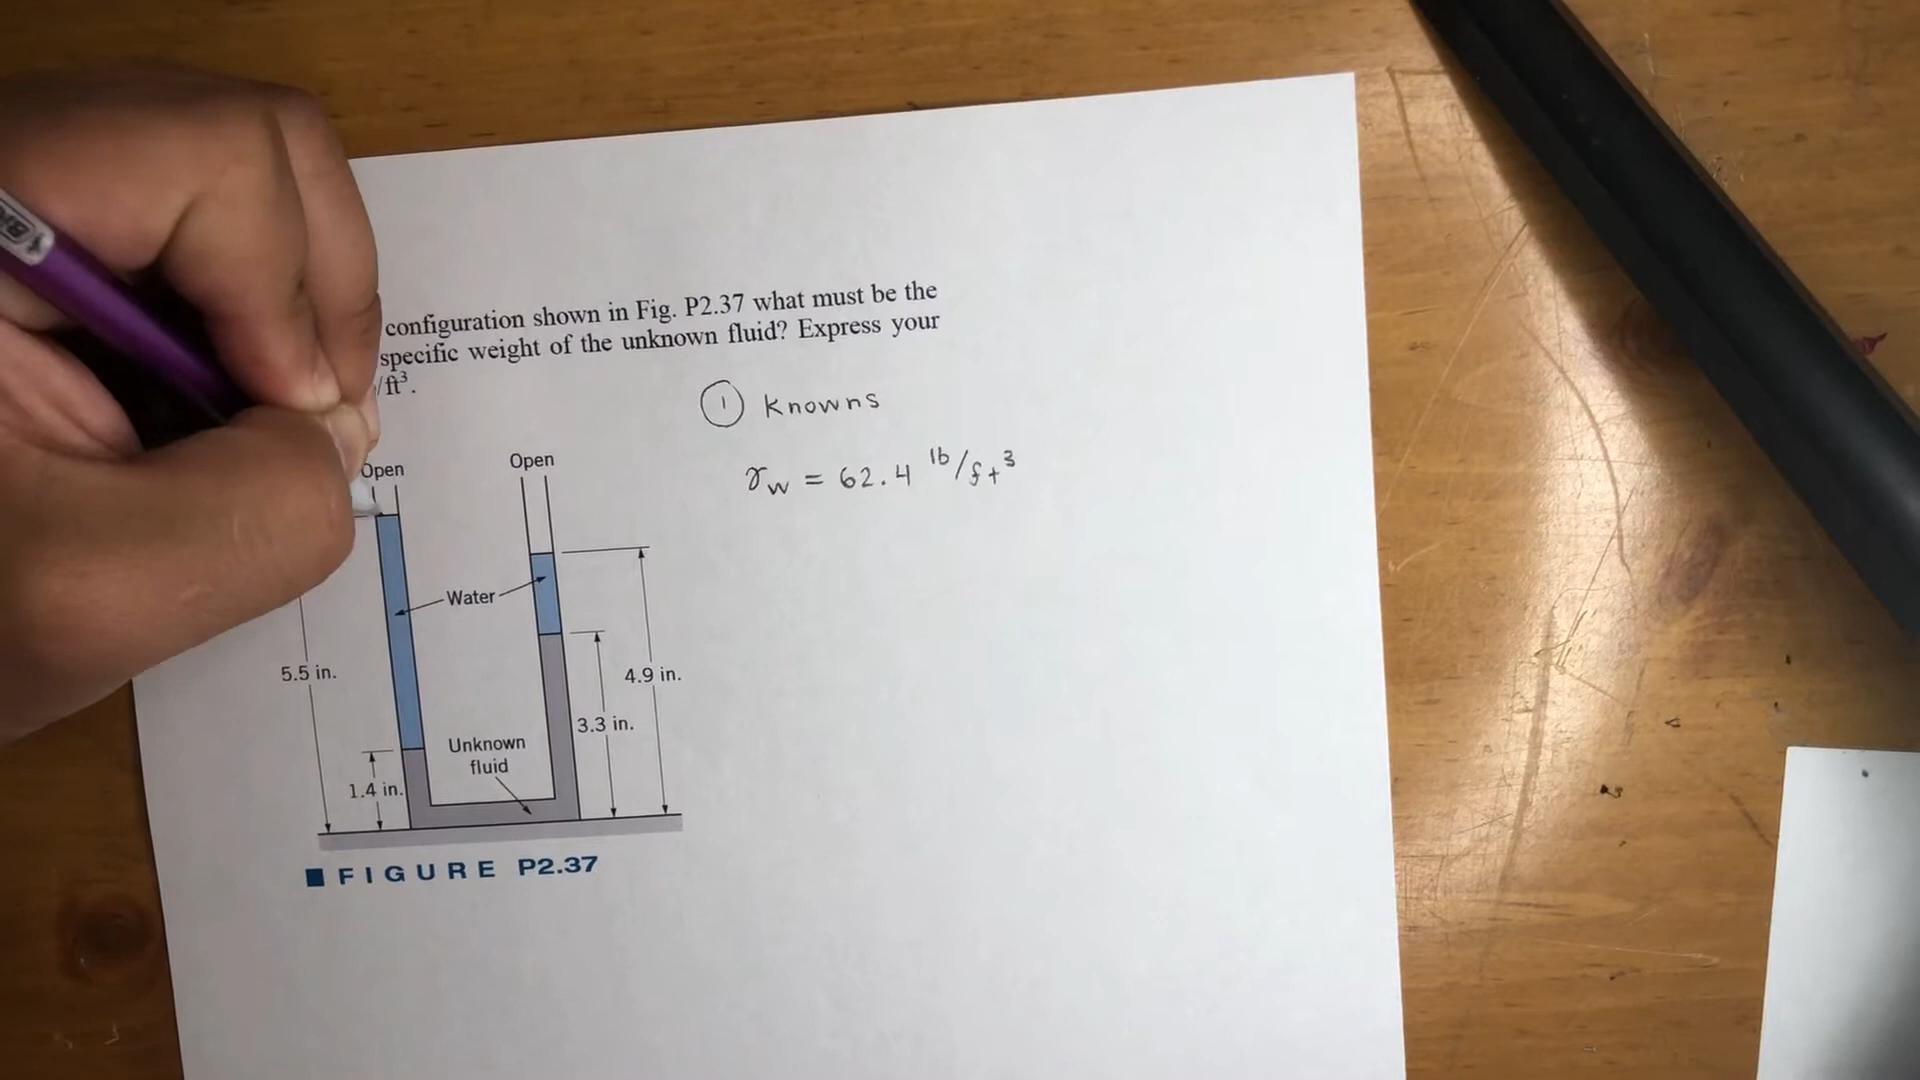 configuration shown in Fig. P2.37 what must be the
specific weight of the unknown fluid? Express your
/ft³.
① Knowns
γw = 62.4 lb/ft³
Open
Open
Water
5.5 in.
4.9 in.
3.3 in.
Unknown
fluid
1.4 in.
FIGURE P2.37